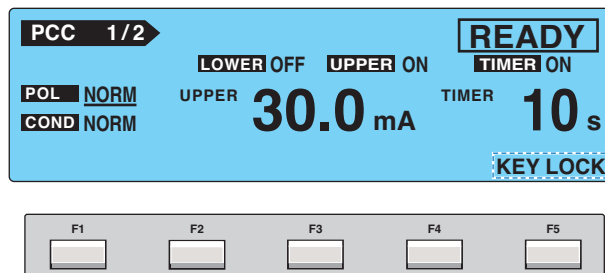 PCC 1/2 READY
LOWER OFF UPPER ON TIMER ON
POL NORM UPPER 30.0 mA TIMER 10 s
COND NORM
KEY LOCK
F1 F2 F3 F4 F5